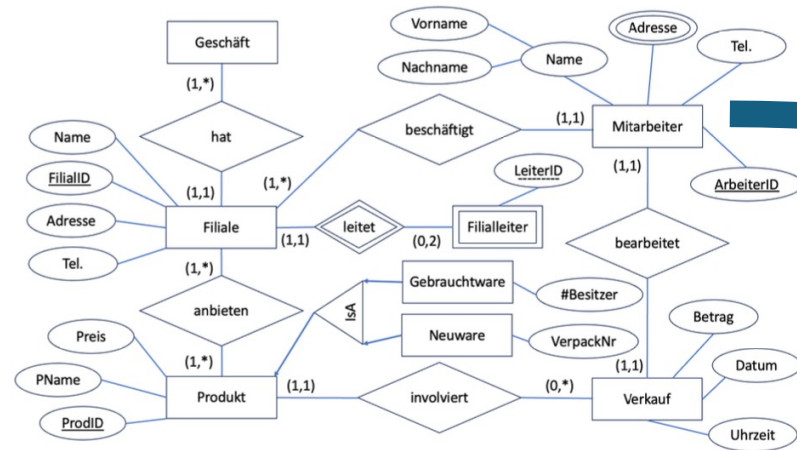 Vorname
Adresse
Geschäft
Tel.
Name
Nachname
(1,*)
hat
beschäftigt
(1,1)
Mitarbeiter
Name
(1,1)
FilialID
(1,1)
(1,*)
LeiterID
ArbeiterID
Adresse
Filiale
(1,1)
leitet
(0,2)
Filialleiter
bearbeitet
Tel.
(1,*)
Gebrauchtware
#Besitzer
anbieten
IsA
Betrag
Preis
Neuware
VerpackNr
(1,*)
Datum
PName
(1,1)
(0,*)
(1,1)
Produkt
involviert
Verkauf
ProdID
Uhrzeit